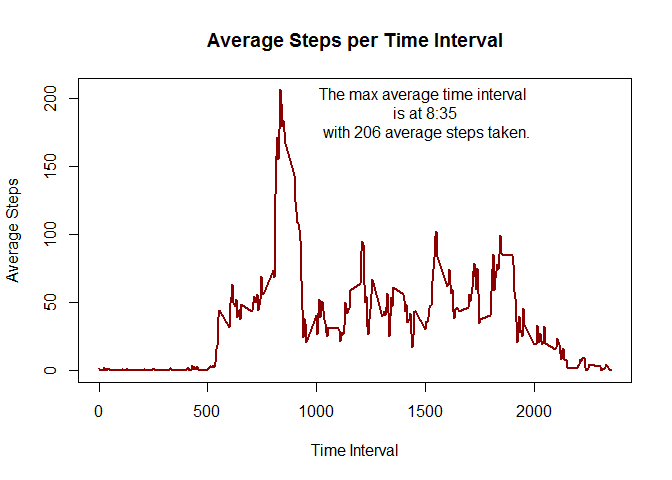 Average Steps per Time Interval
The max average time interval
is at 8:35
with 206 average steps taken.
Average Steps
200
150
100
50
0
0
500
1000
1500
2000
Time Interval